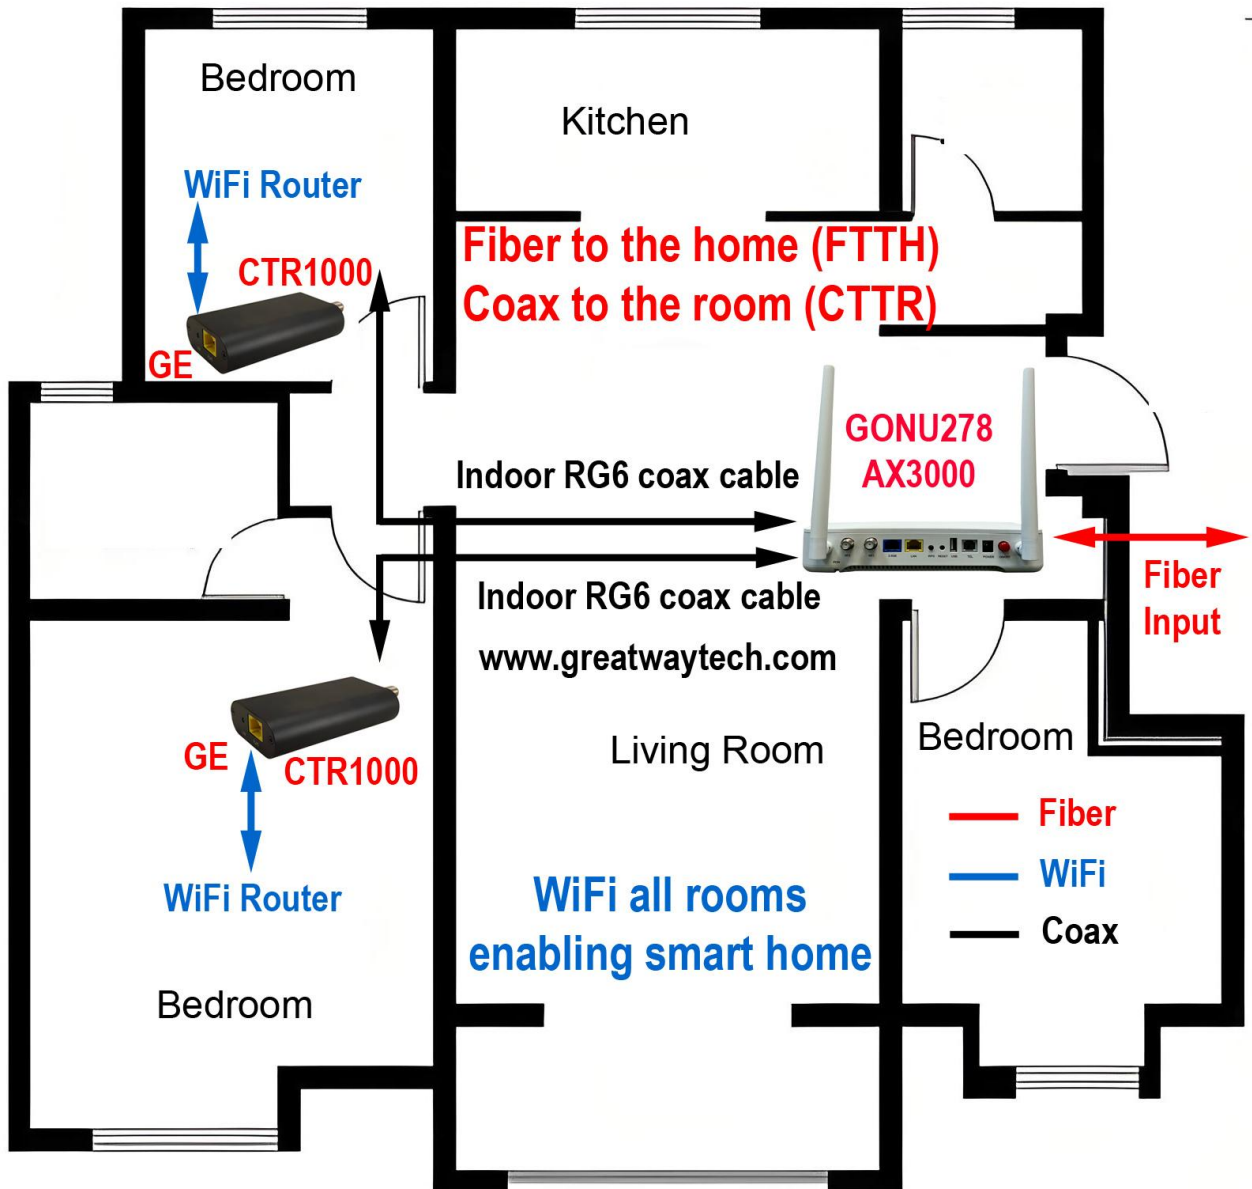 Bedroom
Kitchen
WiFi Router
Fiber to the home (FTTH)
CTR1000
Coax to the room (CTTR)
GE
GONU278
AX3000
Indoor RG6 coax cable
Fiber
Input
Indoor RG6 coax cable
www.greatwaytech.com
GE
CTR1000
Living Room
Bedroom
Fiber
WiFi
Coax
WiFi Router
WiFi all rooms
enabling smart home
Bedroom